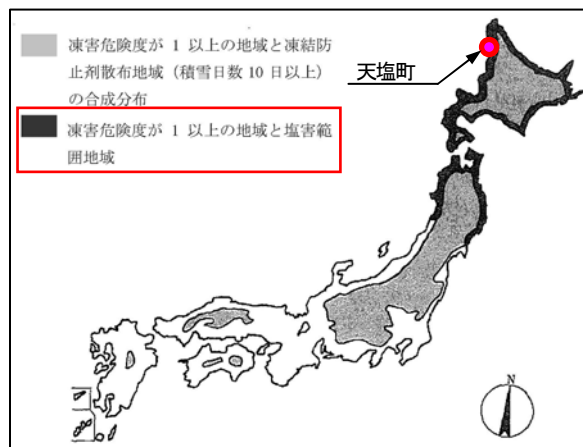 凍害危険度が 1 以上の地域と凍結防
止剤散布地域（積雪日数 10 日以上）
の合成分布
凍害危険度が 1 以上の地域と塩害範
囲地域
天塩町
N